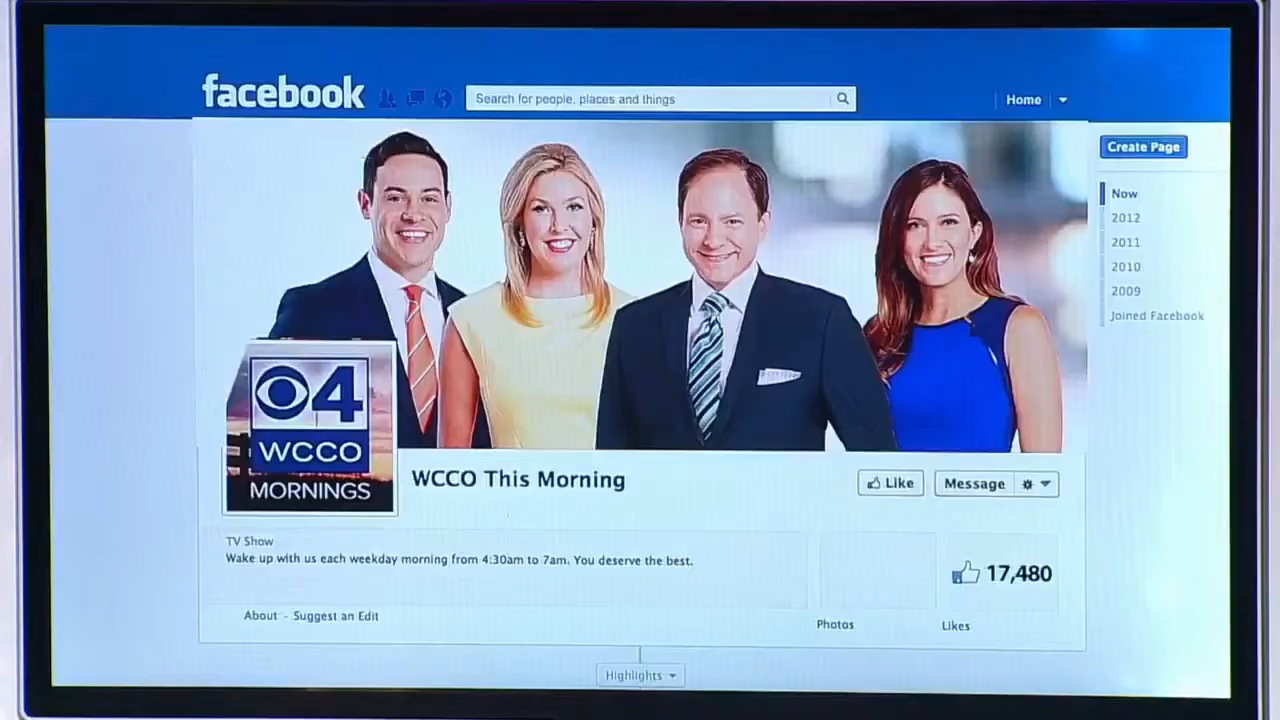 facebook
Search for people, places and things
Home
Create Page
Now
2012
2011
2010
2009
Joined Facebook
4
WCCO
MORNINGS
WCCO This Morning
Like
Message
TV Show
Wake up with us each weekday morning from 4:30am to 7am. You deserve the best.
17,480
About - Suggest an Edit
Photos
Likes
Highlights